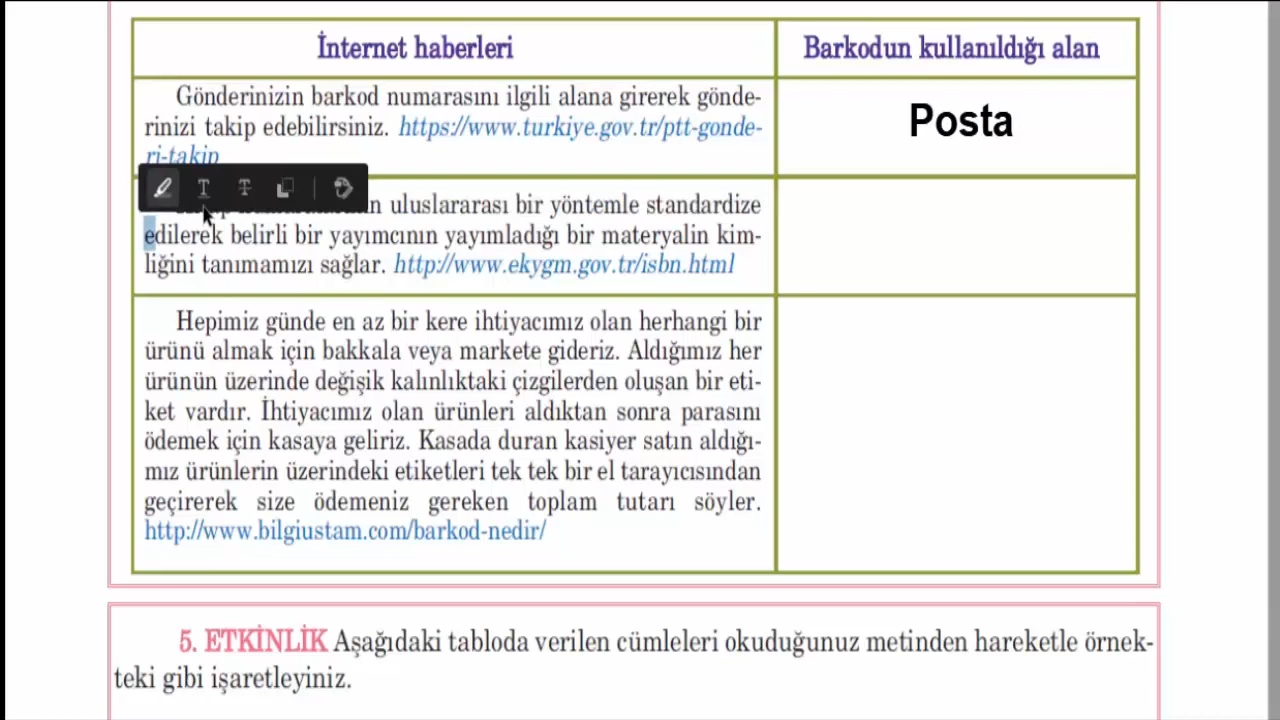 İnternet haberleri
Barkodun kullanıldığı alan
Gönderinizin barkod numarasını ilgili alana girerek gönde-
rinizi takip edebilirsiniz. https://www.turkiye.gov.tr/ptt-gonde-
ri-takip
Posta
uluslararası bir yöntemle standardize
edilerek belirli bir yayımcının yayımladığı bir materyalin kim-
liğini tanımamızı sağlar. http://www.ekygm.gov.tr/isbn.html
Hepimiz günde en az bir kere ihtiyacımız olan herhangi bir
ürünü almak için bakkala veya markete gideriz. Aldığımız her
ürünün üzerinde değişik kalınlıktaki çizgilerden oluşan bir eti-
ket vardır. İhtiyacımız olan ürünleri aldıktan sonra parasını
ödemek için kasaya geliriz. Kasada duran kasiyer satın aldığı-
mız ürünlerin üzerindeki etiketleri tek tek bir el tarayıcısından
geçirerek size ödemeniz gereken toplam tutarı söyler.
http://www.bilgiustam.com/barkod-nedir/
5. ETKİNLİK Aşağıdaki tabloda verilen cümleleri okuduğunuz metinden hareketle örnek-
teki gibi işaretleyiniz.